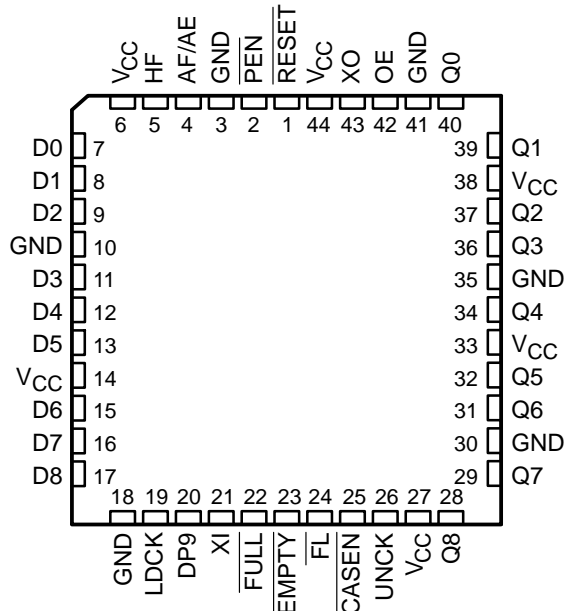 VCC HF AF/AE GND PEN RESET VCC XO OE GND Q0
6 5 4 3 2 1 44 43 42 41 40
D0 7 39 Q1
D1 8 38 VCC
D2 9 37 Q2
GND 10 36 Q3
D3 11 35 GND
D4 12 34 Q4
D5 13 33 VCC
VCC 14 32 Q5
D6 15 31 Q6
D7 16 30 GND
D8 17 29 Q7
18 19 20 21 22 23 24 25 26 27 28
GND LDCK DP9 XI FULL EMPTY FL CASEN UNCK VCC Q8